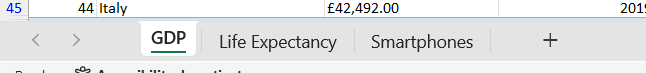 45 44 Italy £42,492.00 2019
GDP Life Expectancy Smartphones +